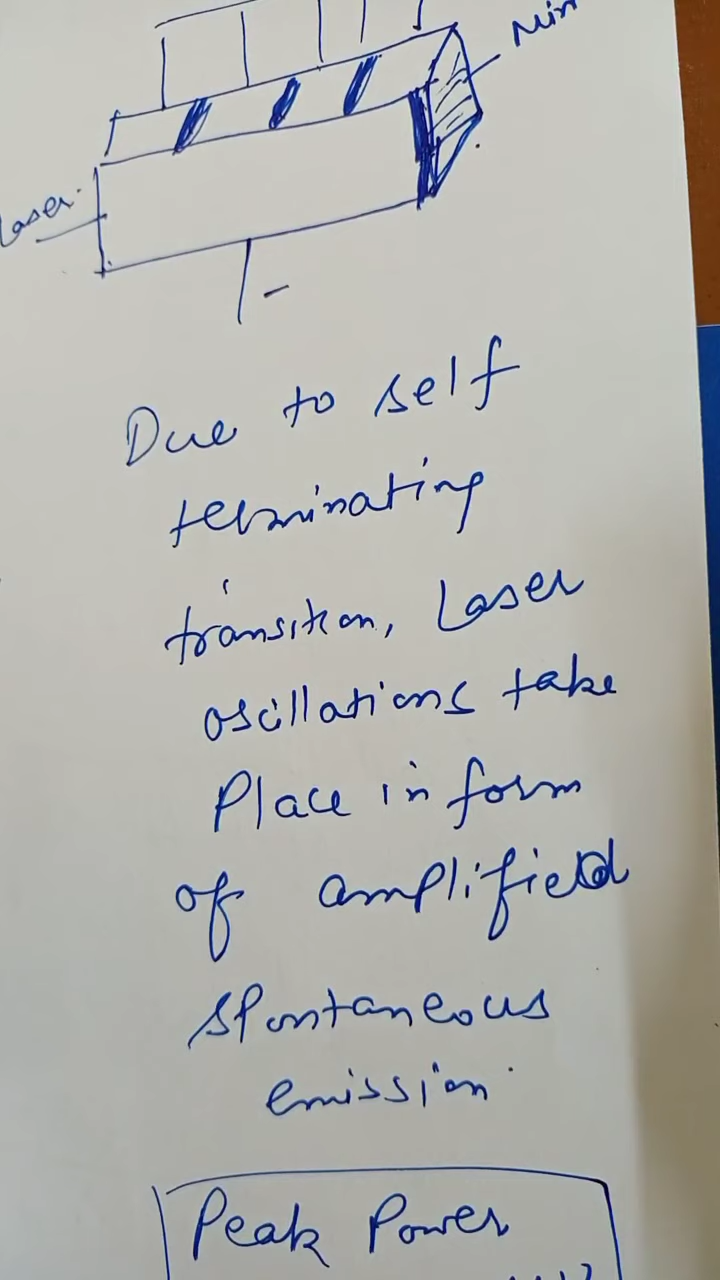 Laser.
-
Due to self
terminating
transition, Laser
oscillations take
Place in form
of amplified
spontaneous
emission.
Peak Power